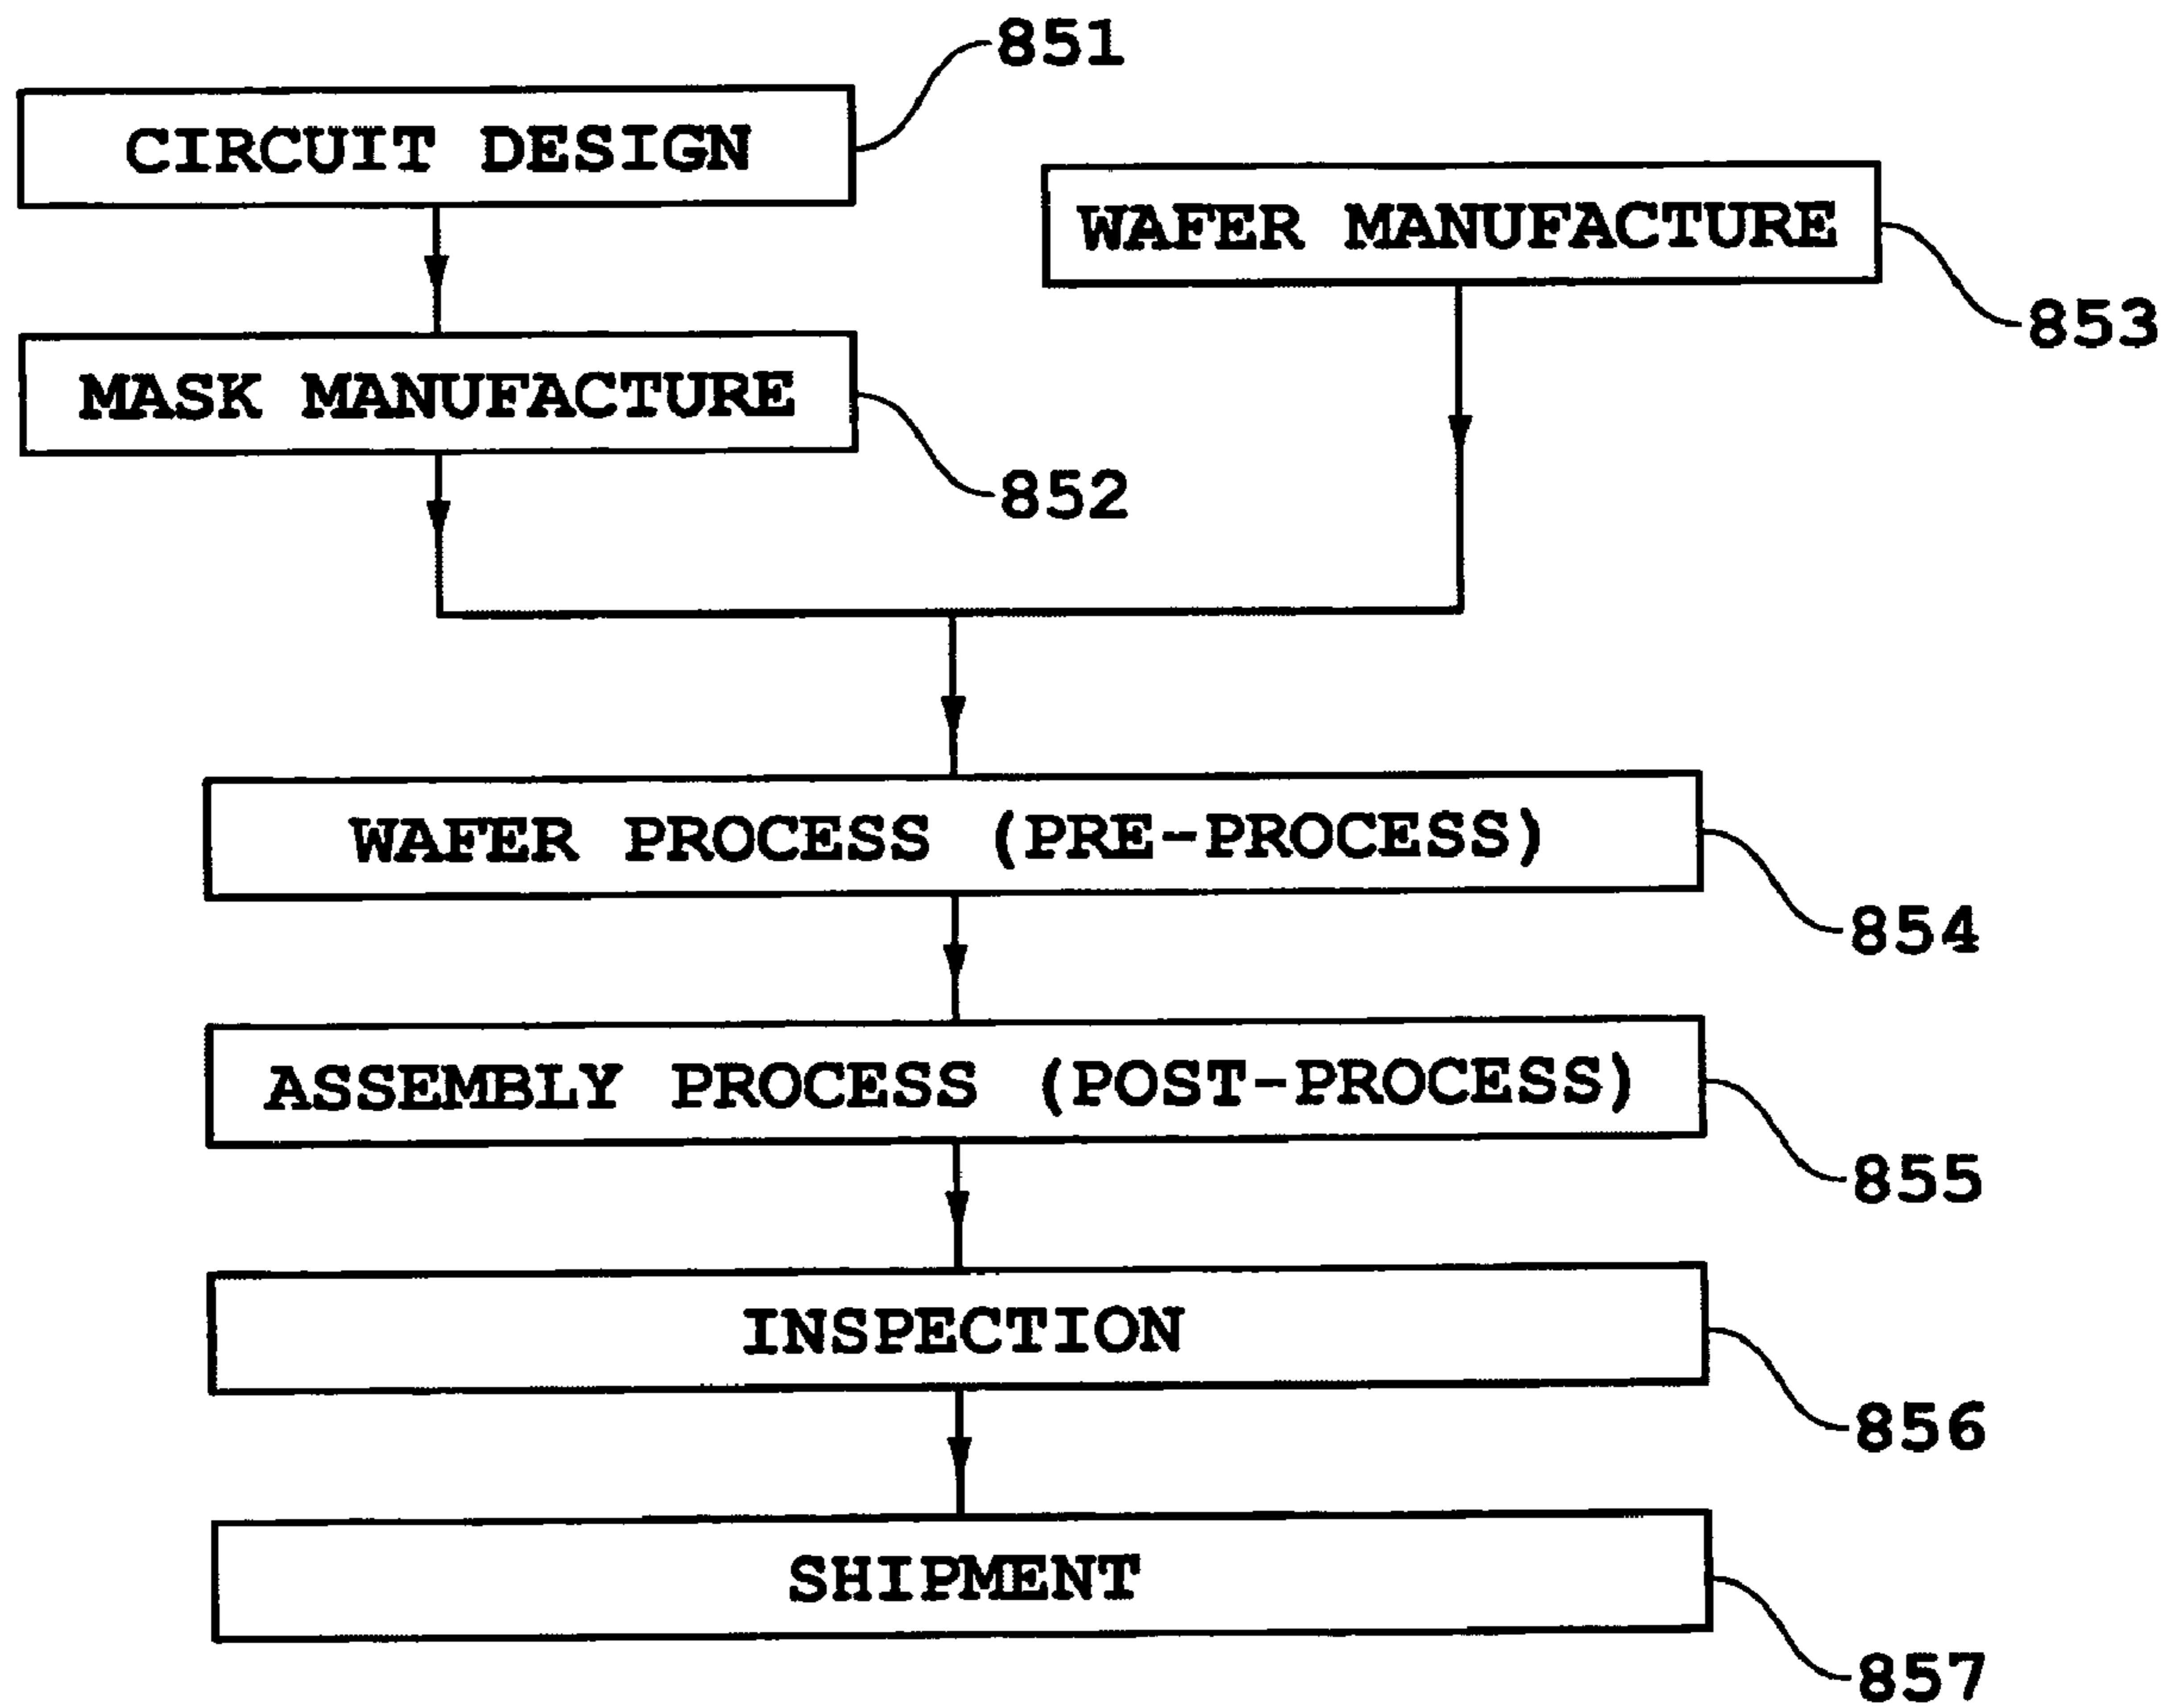 851
CIRCUIT DESIGN
WAFER MANUFACTURE
853
MASK MANUFACTURE
852
WAFER PROCESS (PRE-PROCESS)
854
ASSEMBLY PROCESS (POST-PROCESS)
855
INSPECTION
856
SHIPMENT
857